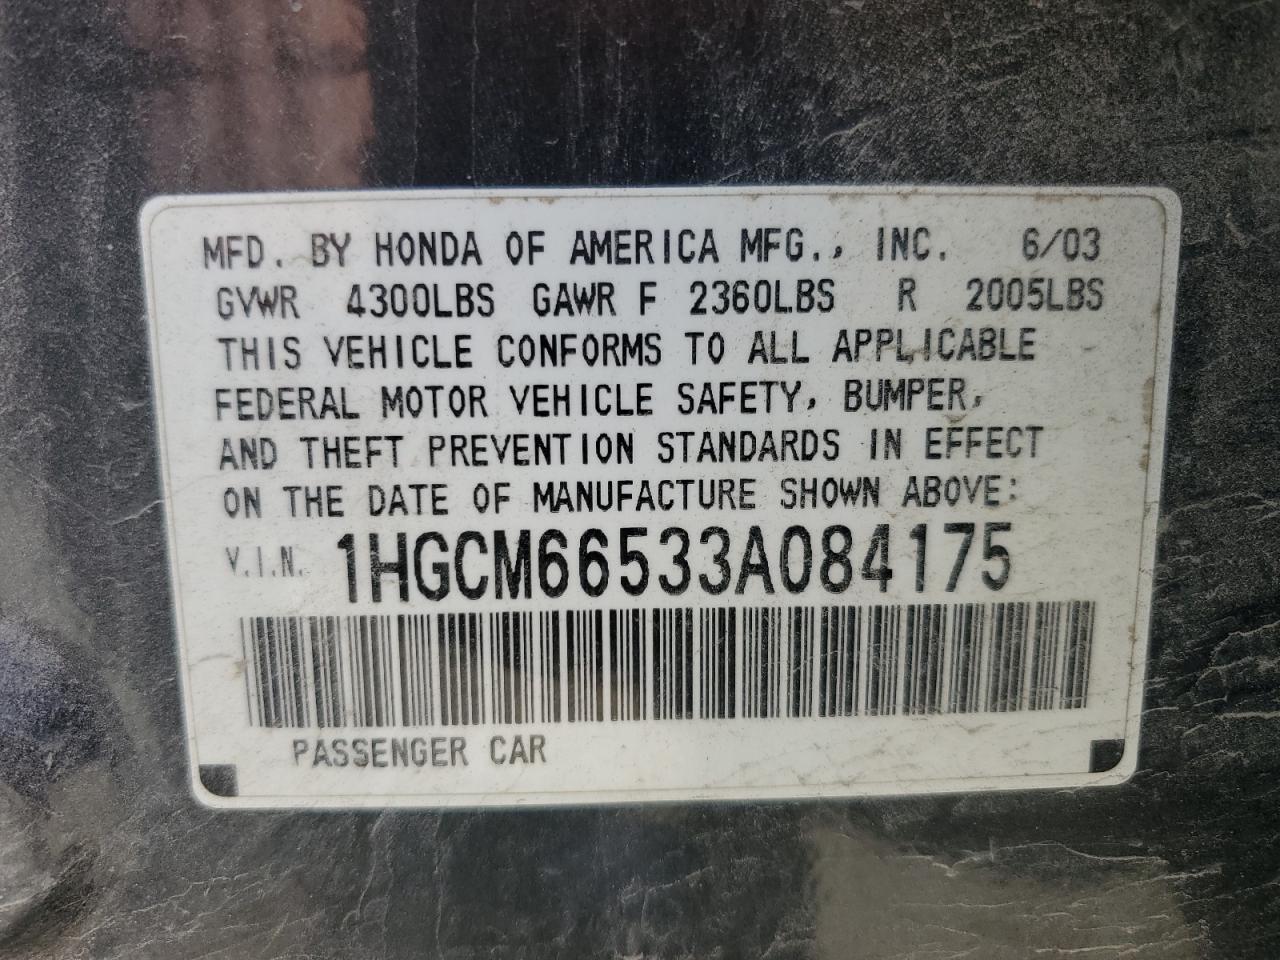 MFD. BY HONDA OF AMERICA MFG., INC. 6/03
GVWR 4300LBS GAWR F 2360LBS R 2005LBS
THIS VEHICLE CONFORMS TO ALL APPLICABLE
FEDERAL MOTOR VEHICLE SAFETY, BUMPER,
AND THEFT PREVENTION STANDARDS IN EFFECT
ON THE DATE OF MANUFACTURE SHOWN ABOVE:
V.I.N. 1HGCM66533A084175
PASSENGER CAR